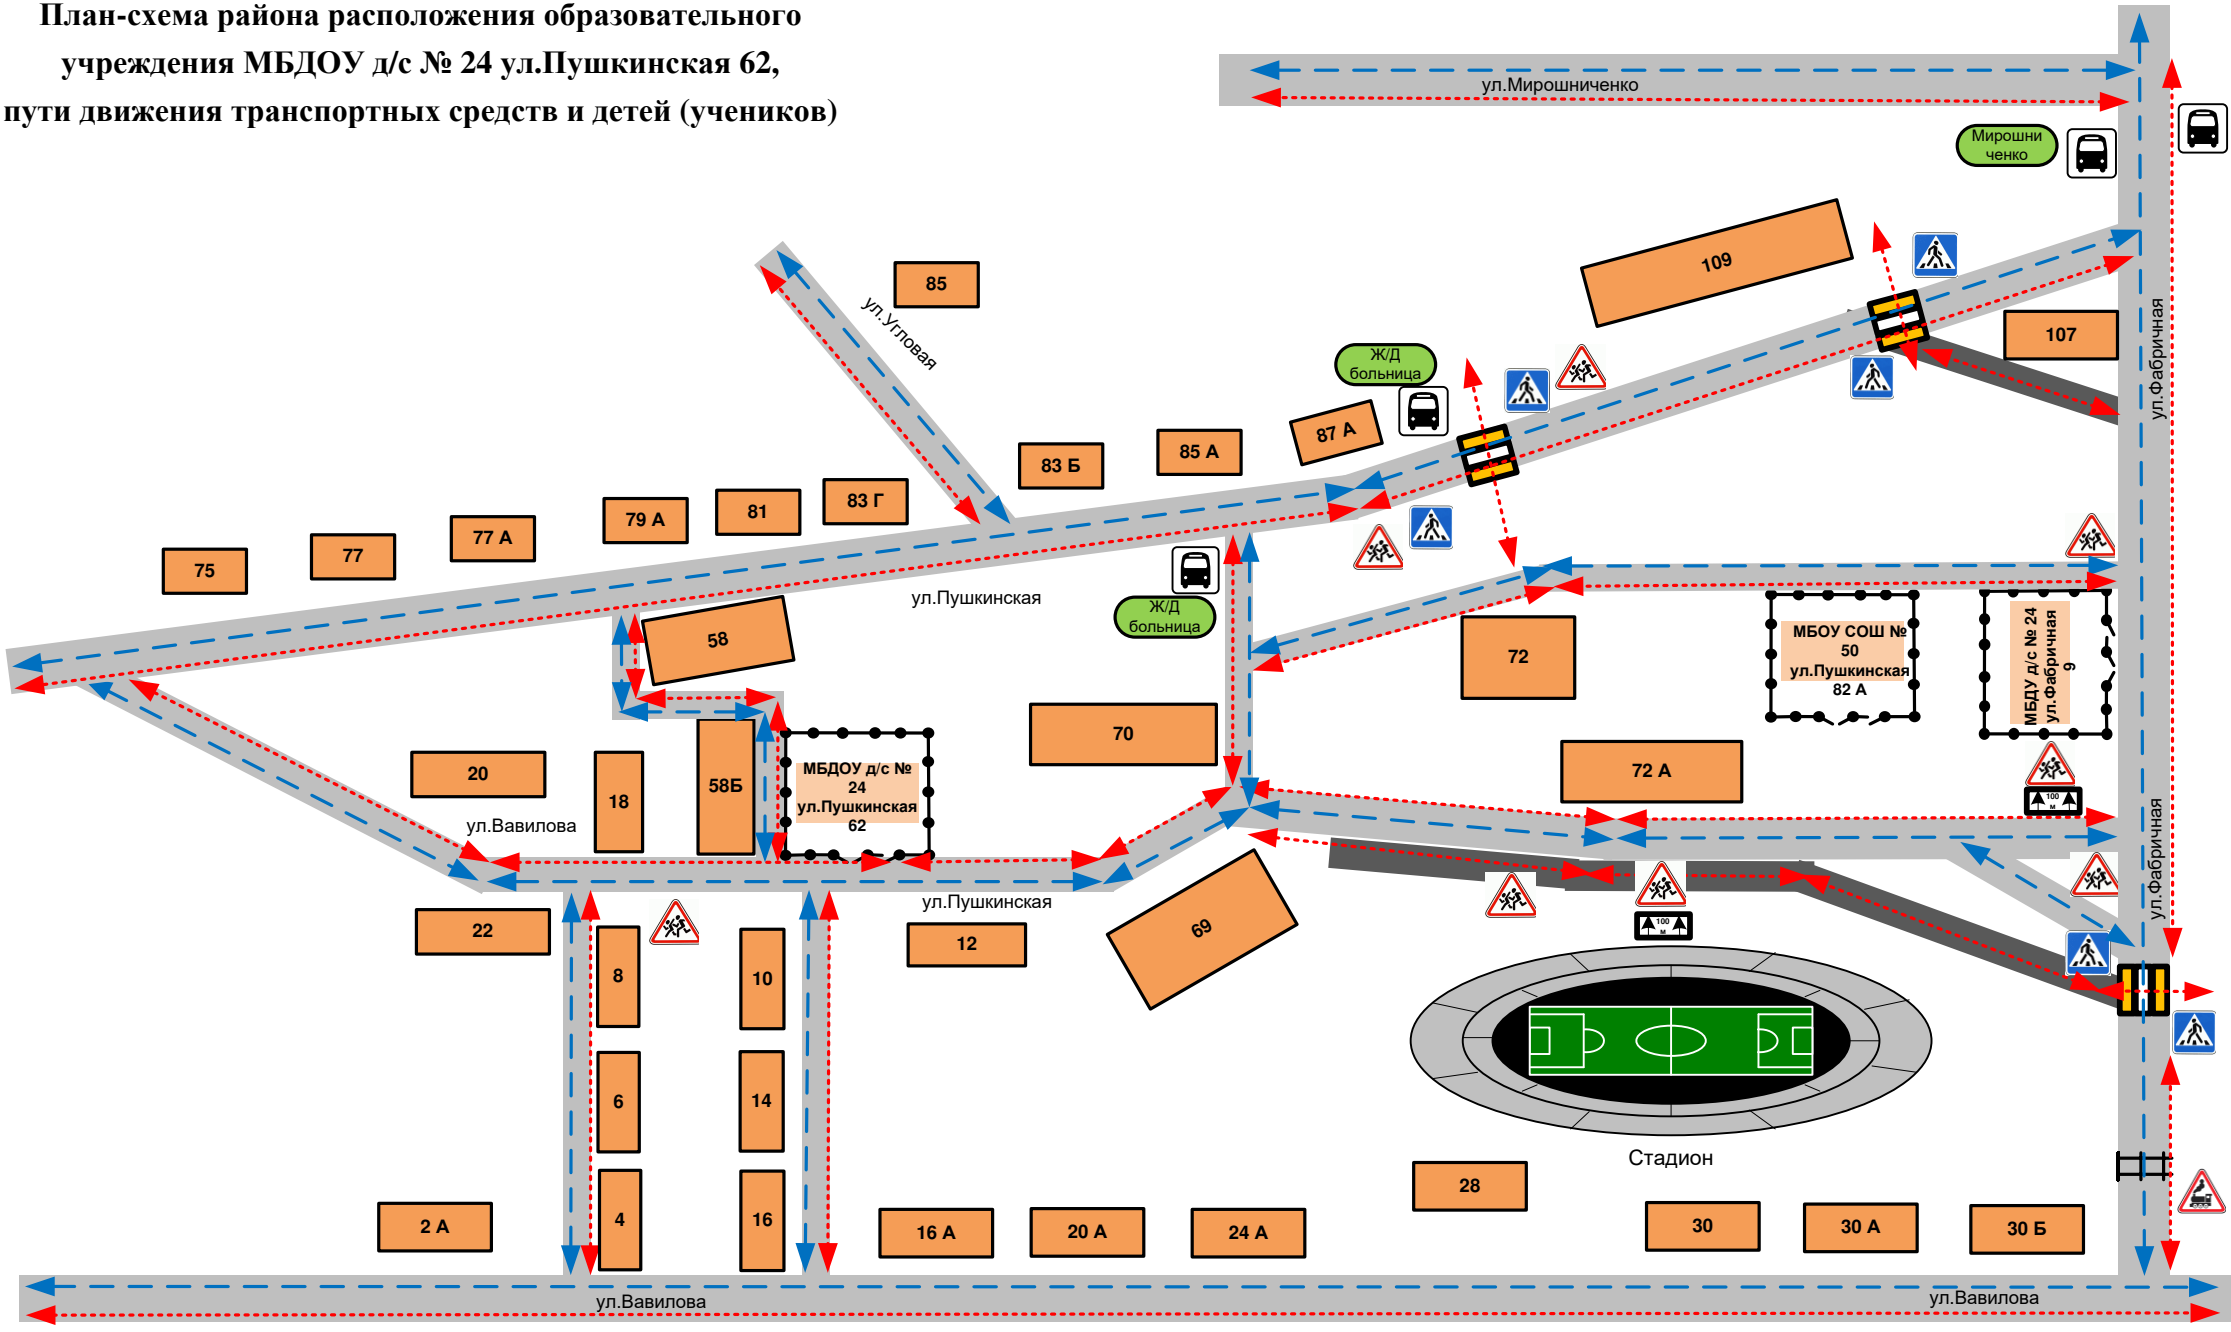 План-схема района расположения образовательного
учреждения МБДОУ д/с № 24 ул.Пушкинская 62,
пути движения транспортных средств и детей (учеников)
ул.Мирошниченко
Мирошни
ченко
109
85
ул.Угловая
107
ул.Фабричная
Ж/Д
больница
87 А
85 А
83 Б
83 Г
81
79 А
77 А
77
75
ул.Пушкинская
Ж/Д
больница
58
72
МБОУ СОШ №
50
ул.Пушкинская
82 А
МБДУ д/с № 24
ул.Фабричная
9
70
72 А
20
18
58Б
МБДОУ д/с №
24
ул.Пушкинская
62
ул.Вавилова
100
м
ул.Фабричная
22
ул.Пушкинская
12
69
100
м
8
10
6
14
4
16
Стадион
2 А
16 А
20 А
24 А
28
30
30 А
30 Б
ул.Вавилова
ул.Вавилова